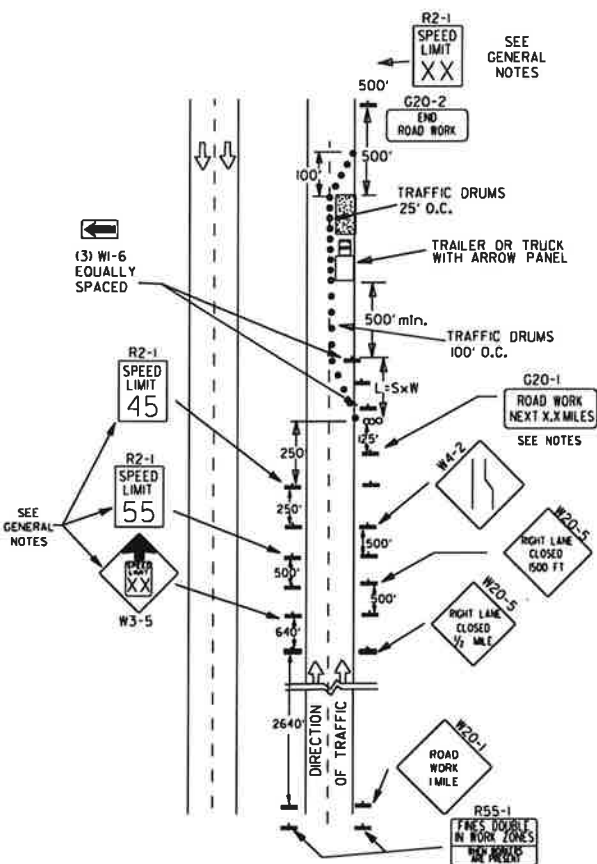 R2-1
SPEED
LIMIT
XX
SEE
GENERAL
NOTES
500'
G20-2
END
ROAD WORK
500'
100'
TRAFFIC DRUMS
25' O.C.
TRAILER OR TRUCK
WITH ARROW PANEL
(3) W1-6
EQUALLY
SPACED
500' min.
TRAFFIC DRUMS
100' O.C.
R2-1
SPEED
LIMIT
45
L=SxW
G20-1
ROAD WORK
NEXT X.X MILES
SEE NOTES
125'
250'
R2-1
SPEED
LIMIT
55
250'
W4-2
SEE
GENERAL
NOTES
500'
500'
W20-5
RIGHT LANE
CLOSED
1500 FT
SPEED
LIMIT
XX
W3-5
500'
640'
W20-5
RIGHT LANE
CLOSED
1/2 MILE
2640'
DIRECTION
OF TRAFFIC
W20-1
ROAD
WORK
1 MILE
R55-1
FINES DOUBLE
IN WORK ZONES
WHEN WORKERS
ARE PRESENT